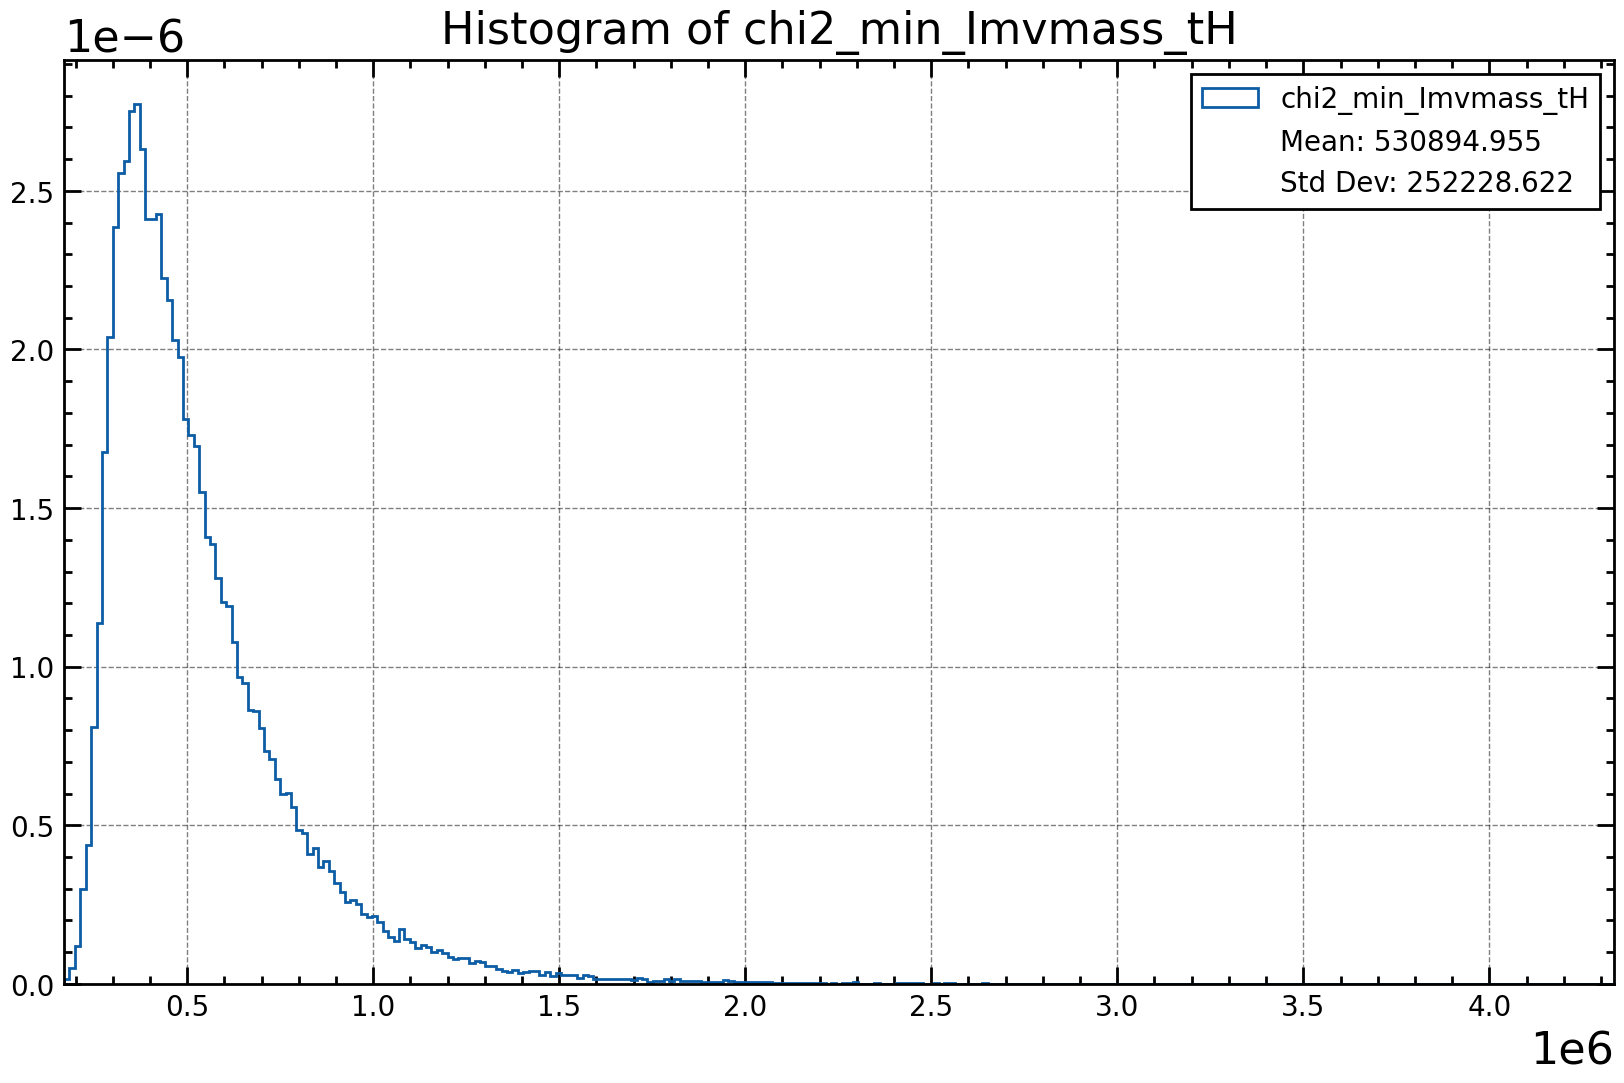 Histogram of chi2_min_Imvmass_tH
1e−6
chi2_min_Imvmass_tH
Mean: 530894.955
Std Dev: 252228.622
2.5
2.0
1.5
1.0
0.5
0.0
0.5 1.0 1.5 2.0 2.5 3.0 3.5 4.0
1e6